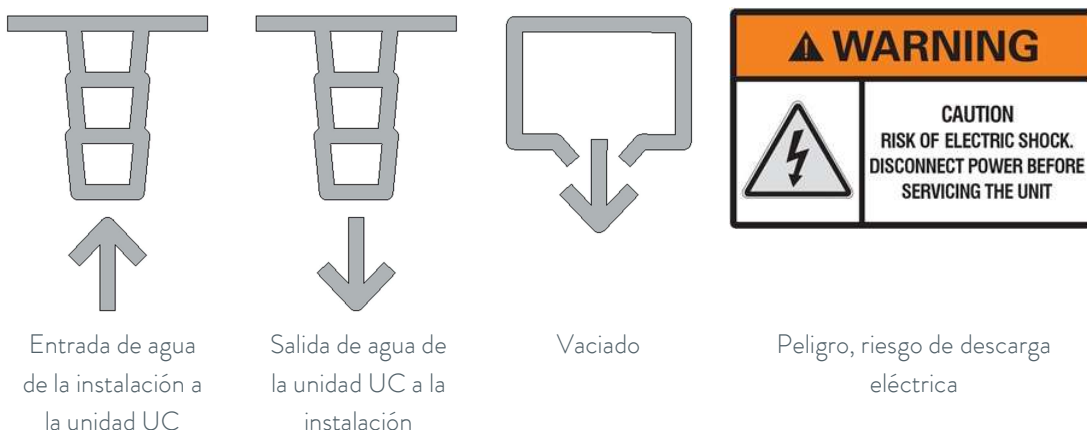 WARNING
CAUTION
RISK OF ELECTRIC SHOCK.
DISCONNECT POWER BEFORE
SERVICING THE UNIT
Entrada de agua
de la instalación a
la unidad UC
Salida de agua de
la unidad UC a la
instalación
Vaciado
Peligro, riesgo de descarga
eléctrica